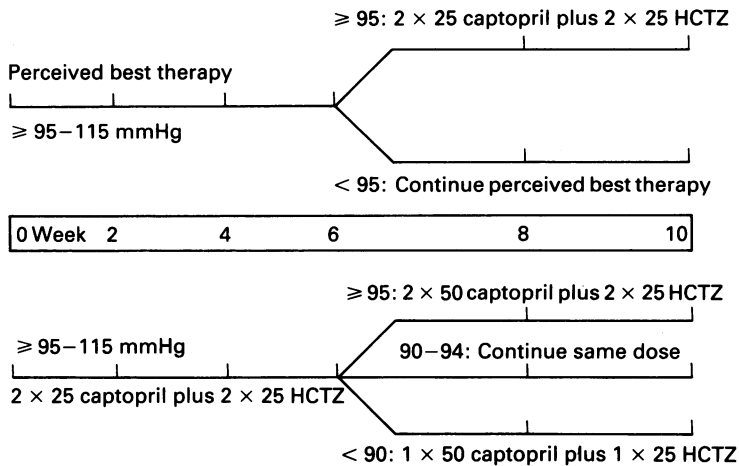 ⩾ 95: 2 × 25 captopril plus 2 × 25 HCTZ
Perceived best therapy
⩾ 95–115 mmHg
< 95: Continue perceived best therapy
0 Week 2 4 6 8 10
⩾ 95: 2 × 50 captopril plus 2 × 25 HCTZ
⩾ 95–115 mmHg
90–94: Continue same dose
2 × 25 captopril plus 2 × 25 HCTZ
< 90: 1 × 50 captopril plus 1 × 25 HCTZ